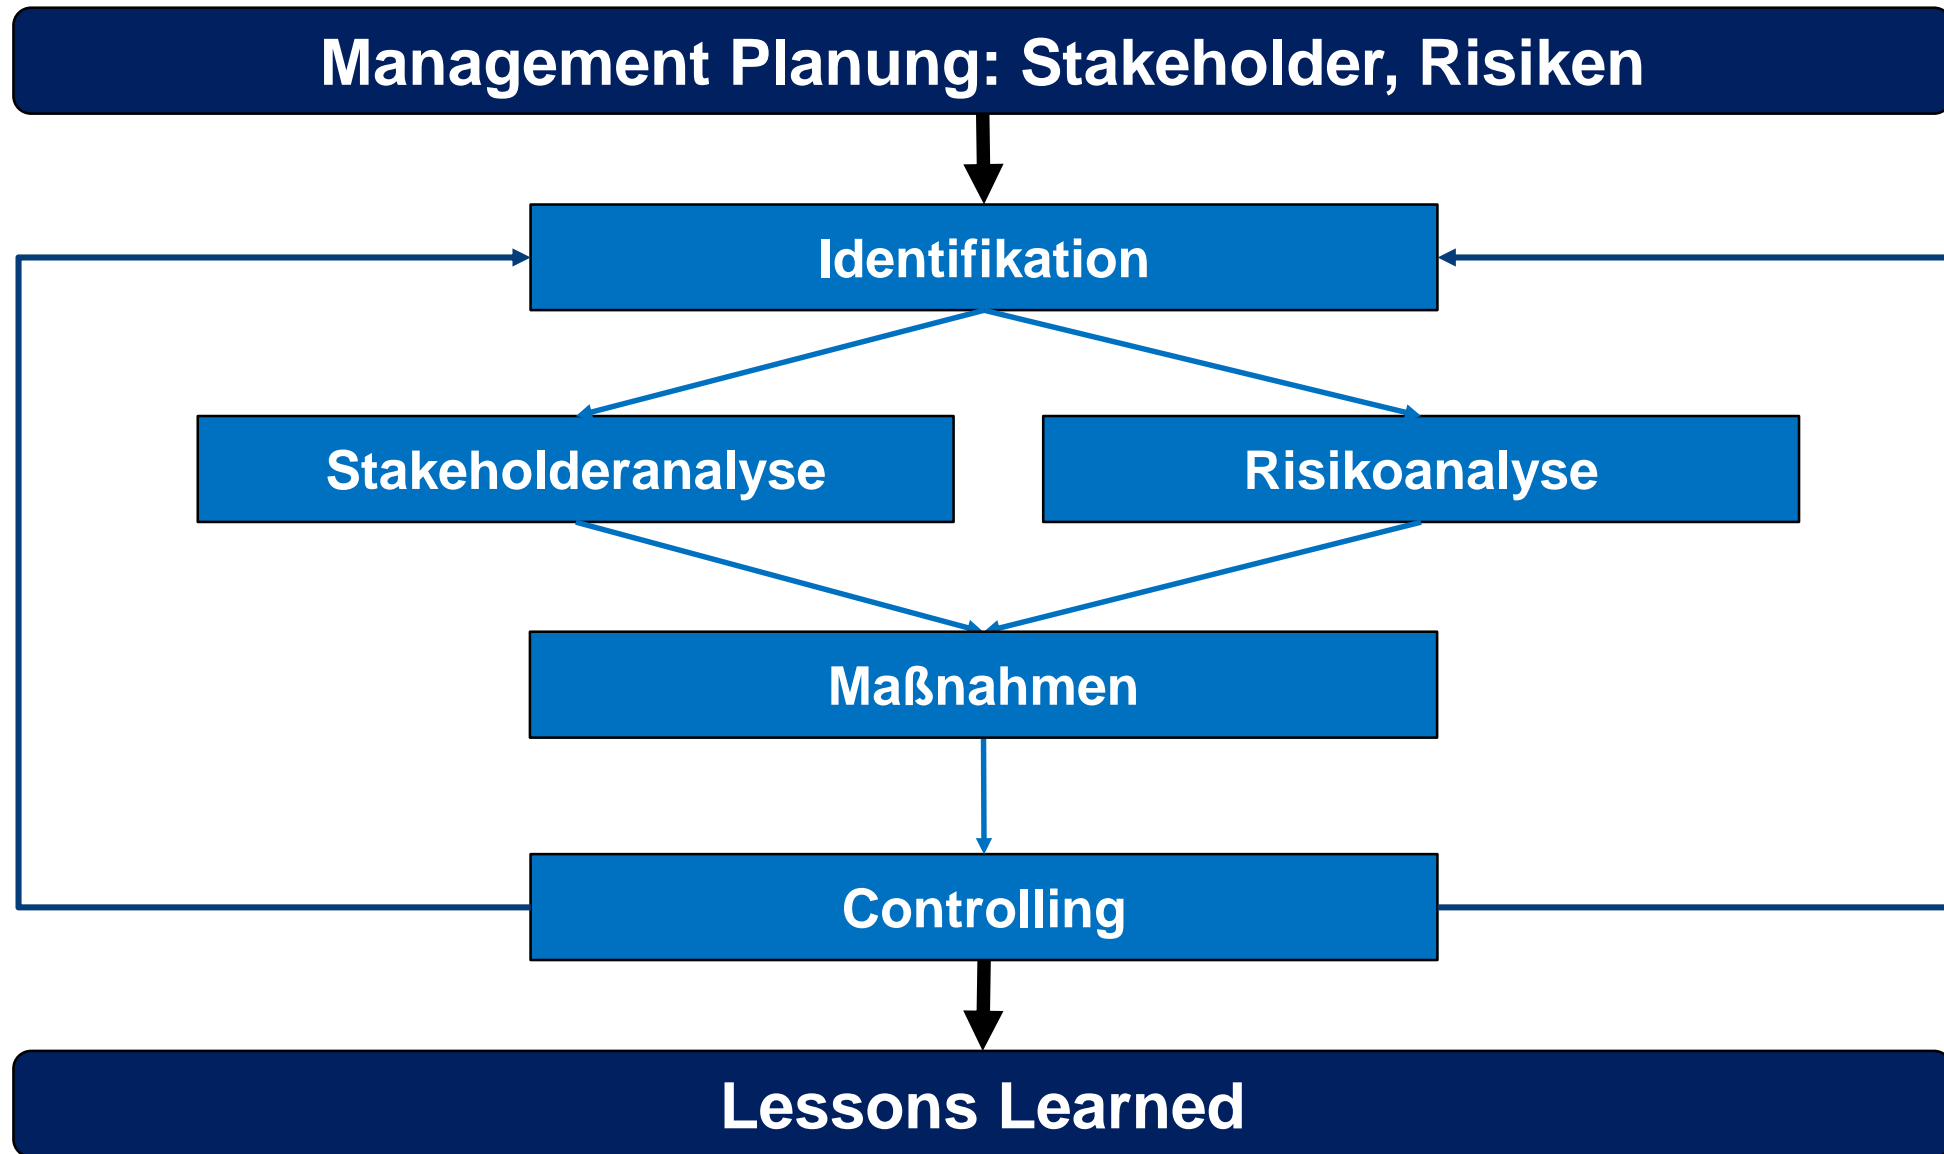 Management Planung: Stakeholder, Risiken
Identifikation
Stakeholderanalyse
Risikoanalyse
Maßnahmen
Controlling
Lessons Learned